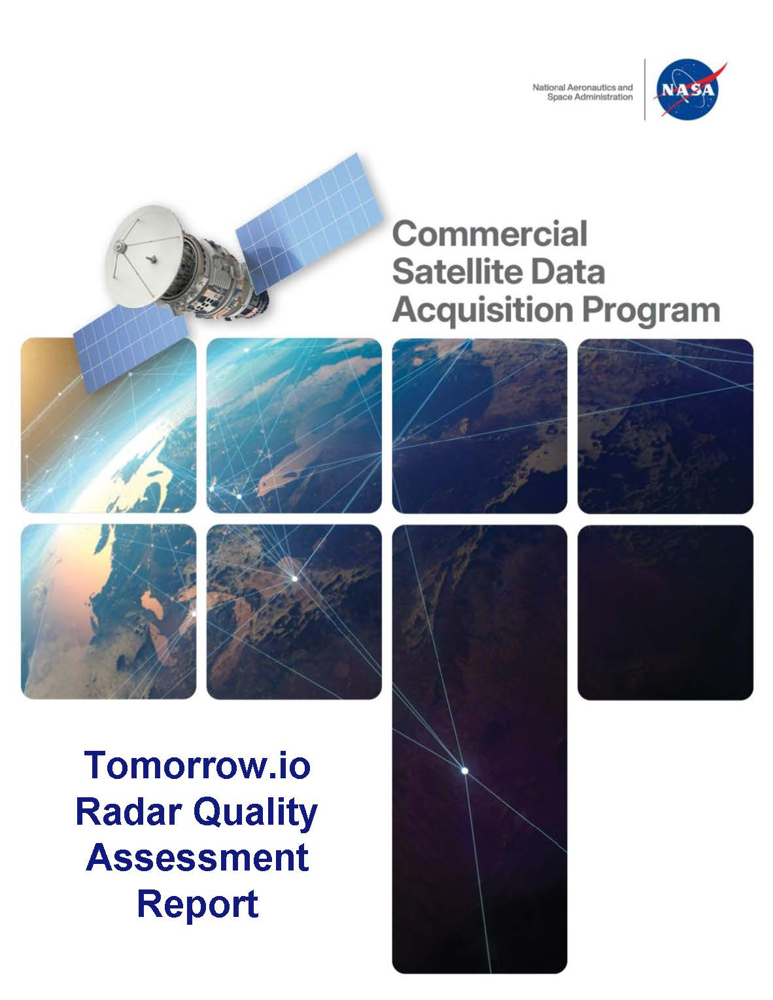 National Aeronautics and
Space Administration
NASA
Commercial
Satellite Data
Acquisition Program
Tomorrow.io
Radar Quality
Assessment
Report